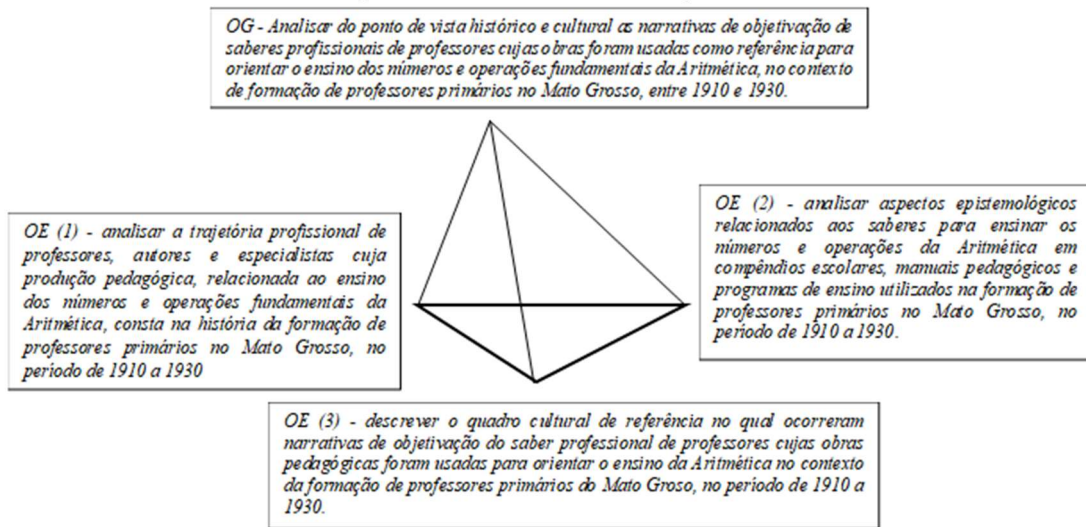 OG - Analisar do ponto de vista histórico e cultural as narrativas de objetivação de
saberes profissionais de professores cujas obras foram usadas como referência para
orientar o ensino dos números e operações fundamentais da Aritmética, no contexto
de formação de professores primários no Mato Grosso, entre 1910 e 1930.
OE (1) - analisar a trajetória profissional de
professores, autores e especialistas cuja
produção pedagógica, relacionada ao ensino
dos números e operações fundamentais da
Aritmética, consta na história da formação de
professores primários no Mato Grosso, no
período de 1910 a 1930
OE (2) - analisar aspectos epistemológicos
relacionados aos saberes para ensinar os
números e operações da Aritmética em
compêndios escolares, manuais pedagógicos e
programas de ensino utilizados na formação de
professores primários no Mato Grosso, no
período de 1910 a 1930.
OE (3) - descrever o quadro cultural de referência no qual ocorreram
narrativas de objetivação do saber professional de professores cujas obras
pedagógicas foram usadas para orientar o ensino da Aritmética no contexto
da formação de professores primários do Mato Groso, no período de 1910 a
1930.